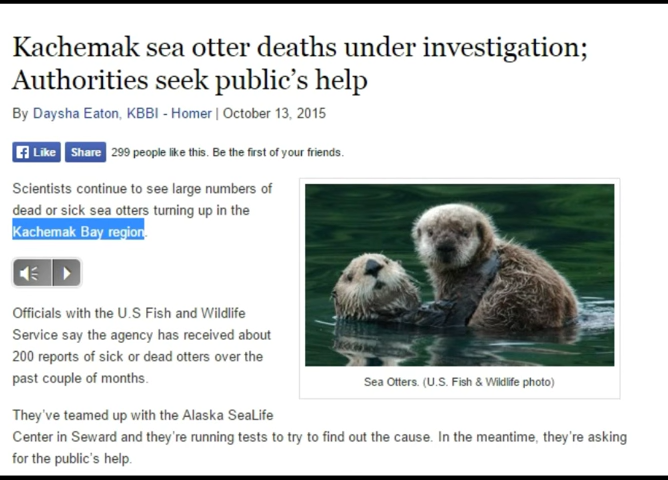 Kachemak sea otter deaths under investigation;
Authorities seek public's help
By Daysha Eaton, KBBI - Homer | October 13, 2015
Like Share 299 people like this. Be the first of your friends.
Scientists continue to see large numbers of
dead or sick sea otters turning up in the
Kachemak Bay region.
Officials with the U.S Fish and Wildlife
Service say the agency has received about
200 reports of sick or dead otters over the
past couple of months.
Sea Otters. (U.S. Fish & Wildlife photo)
They've teamed up with the Alaska SeaLife
Center in Seward and they're running tests to try to find out the cause. In the meantime, they're asking
for the public's help.